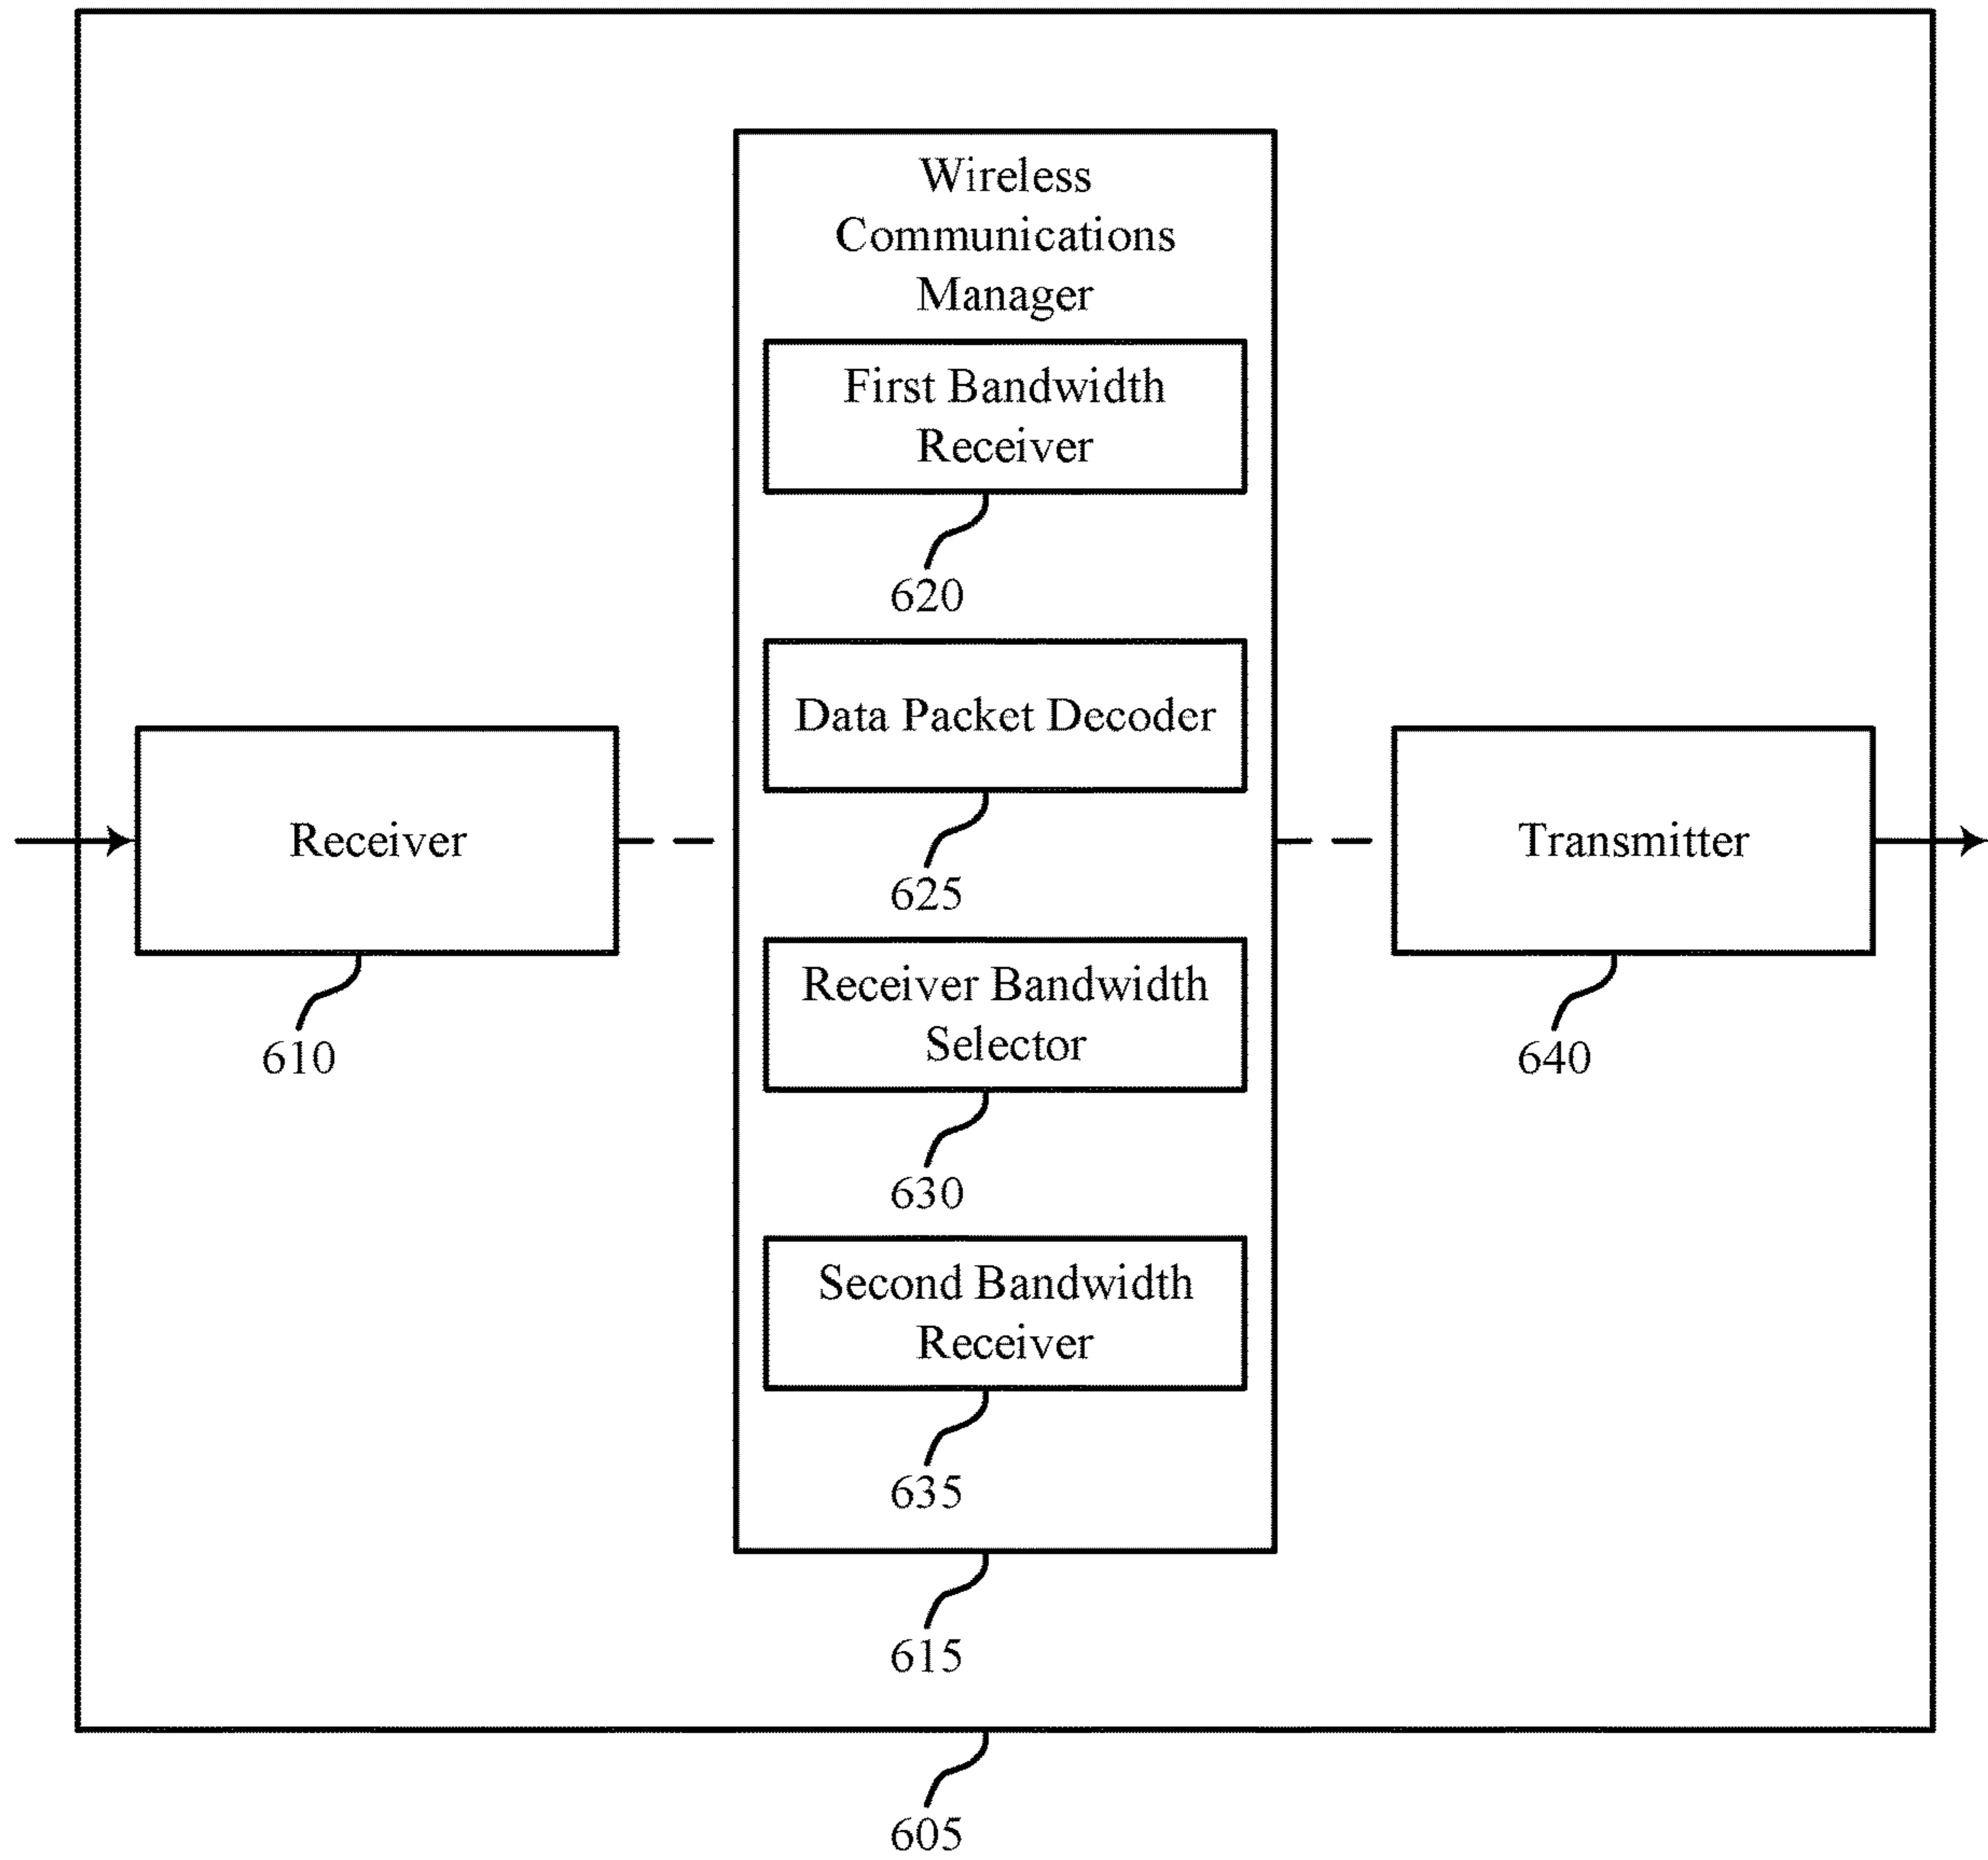 Wireless
Communications
Manager
First Bandwidth
Receiver
620
Data Packet Decoder
625
Receiver
610
Transmitter
640
Receiver Bandwidth
Selector
630
Second Bandwidth
Receiver
635
615
605